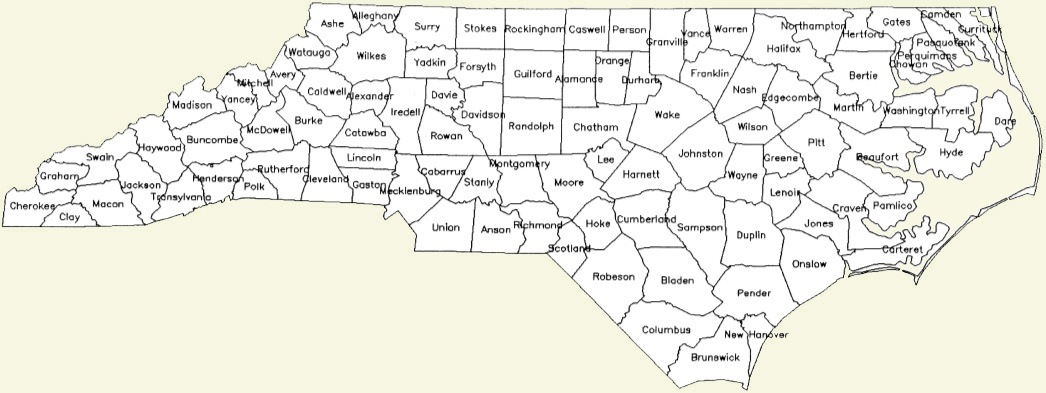 Ashe
Alleghany
Surry
Stokes
Rockingham
Caswell
Person
Granville
Vance
Warren
Northampton
Hertford
Gates
Camden
Currituck
Pasquotank
Perquimans
Chowan
Halifax
Bertie
Watauga
Wilkes
Yadkin
Forsyth
Guilford
Alamance
Orange
Durham
Franklin
Nash
Edgecombe
Martin
Washington
Tyrrell
Dare
Mitchell
Avery
Caldwell
Alexander
Iredell
Davie
Davidson
Randolph
Chatham
Wake
Wilson
Pitt
Beaufort
Hyde
Madison
Yancey
McDowell
Burke
Catawba
Rowan
Johnston
Greene
Wayne
Lenoir
Swain
Haywood
Buncombe
Rutherford
Cleveland
Lincoln
Gaston
Mecklenburg
Cabarrus
Stanly
Montgomery
Moore
Lee
Harnett
Craven
Pamlico
Jones
Carteret
Graham
Cherokee
Clay
Macon
Jackson
Transylvania
Henderson
Polk
Union
Anson
Richmond
Scotland
Hoke
Cumberland
Sampson
Duplin
Onslow
Robeson
Bladen
Pender
Columbus
New Hanover
Brunswick